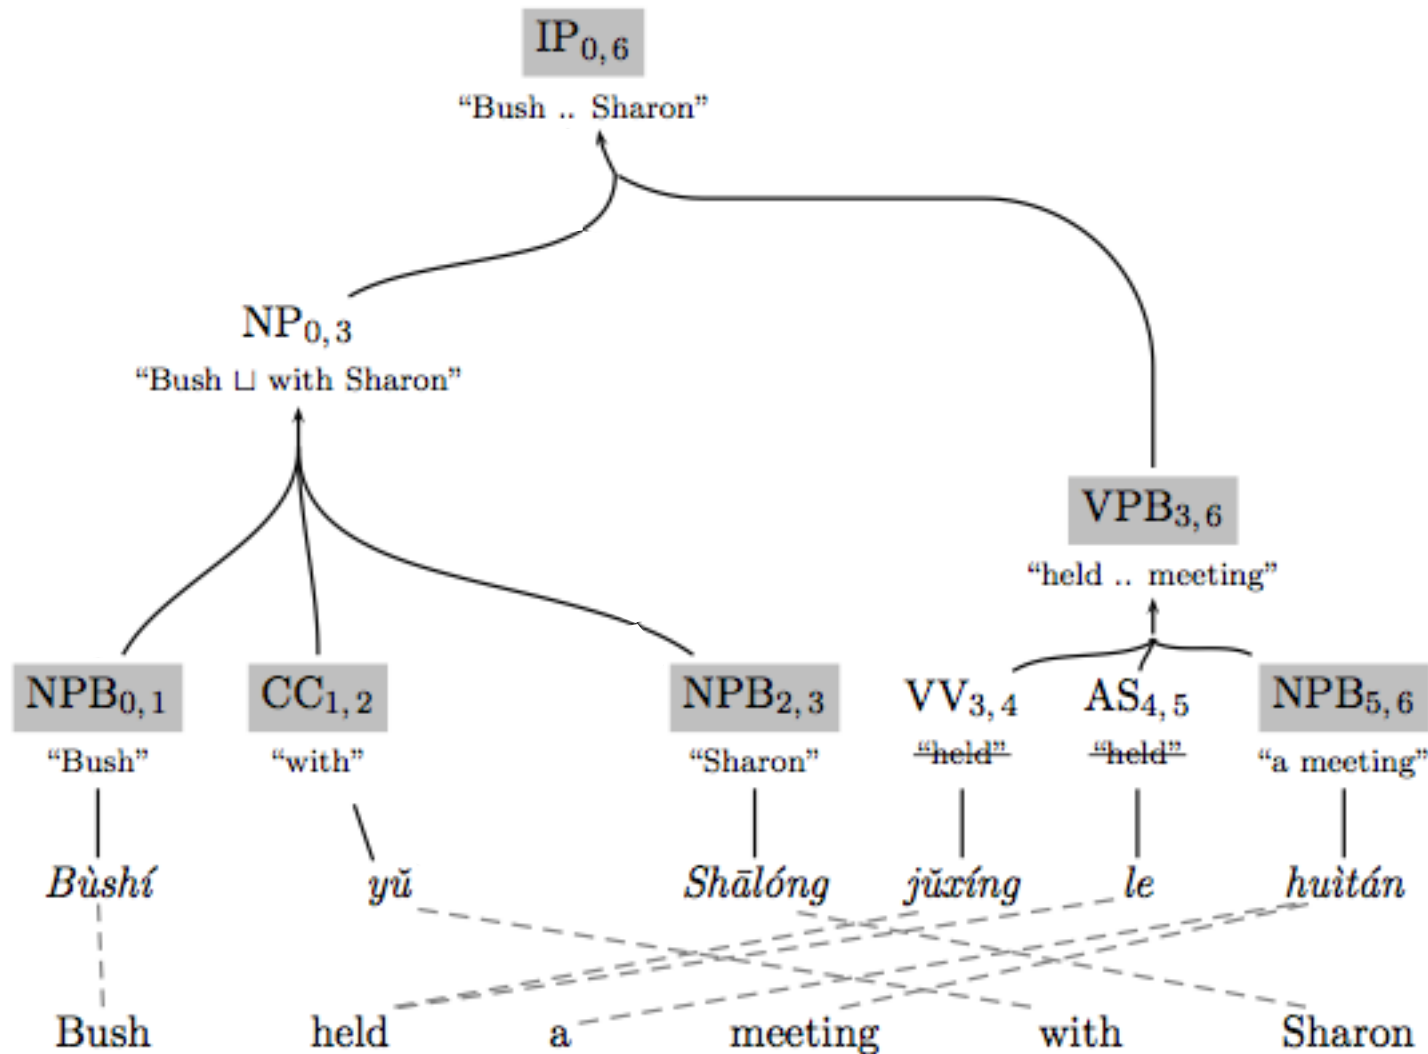 IP0, 6
“Bush .. Sharon”
NP0, 3
“Bush ⊔ with Sharon”
VPB3, 6
“held .. meeting”
NPB0, 1 CC1, 2 NPB2, 3 VV3, 4 AS4, 5 NPB5, 6
“Bush” “with” “Sharon” “held” “held” “a meeting”
Bùshí yǔ Shālóng jǔxíng le huìtán
Bush held a meeting with Sharon